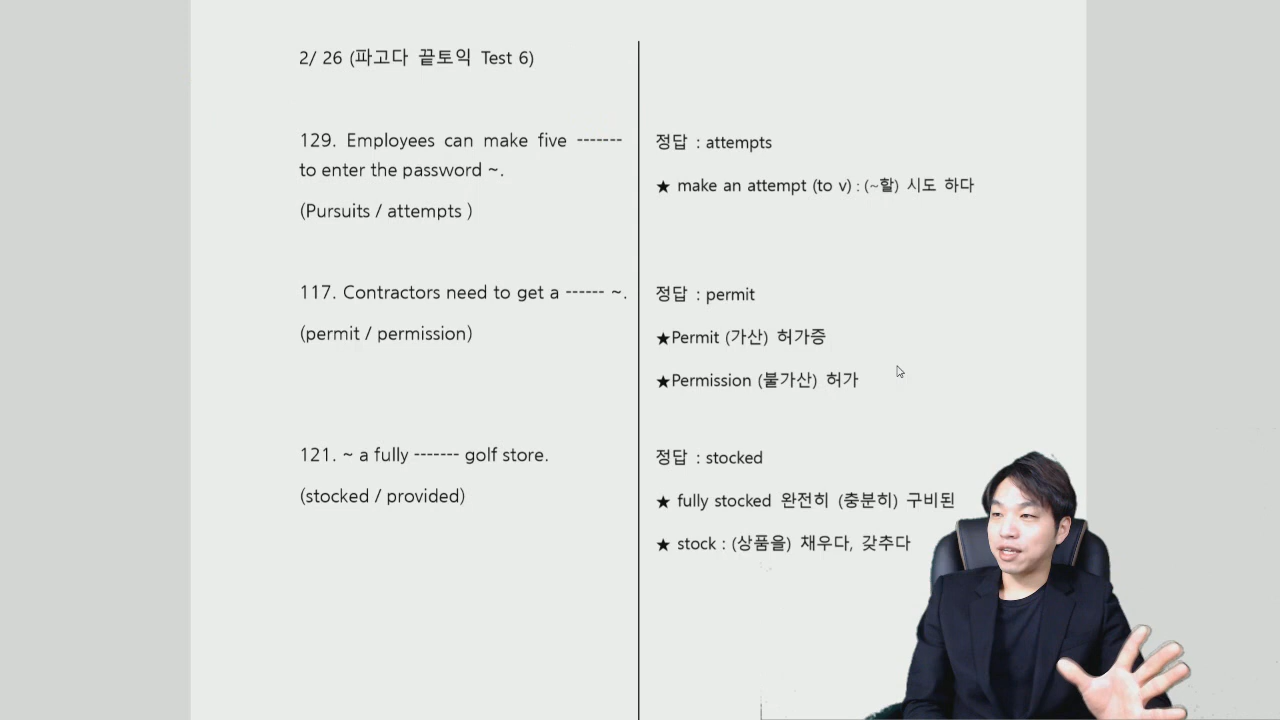 2/ 26 (파고다 끝토익 Test 6)
129. Employees can make five -------
to enter the password ~.
(Pursuits / attempts )
정답 : attempts
★ make an attempt (to v) : (~할) 시도 하다
117. Contractors need to get a ------ ~.
(permit / permission)
정답 : permit
★Permit (가산) 허가증
★Permission (불가산) 허가
121. ~ a fully ------- golf store.
(stocked / provided)
정답 : stocked
★ fully stocked 완전히 (충분히) 구비된
★ stock : (상품을) 채우다, 갖추다